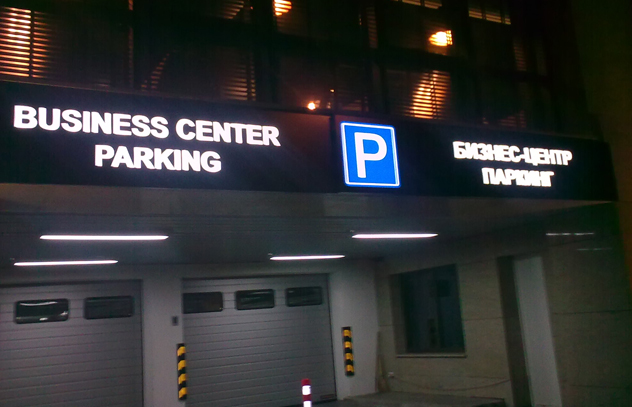 BUSINESS CENTER
PARKING
P
БИЗНЕС-ЦЕНТР
ПАРКИНГ